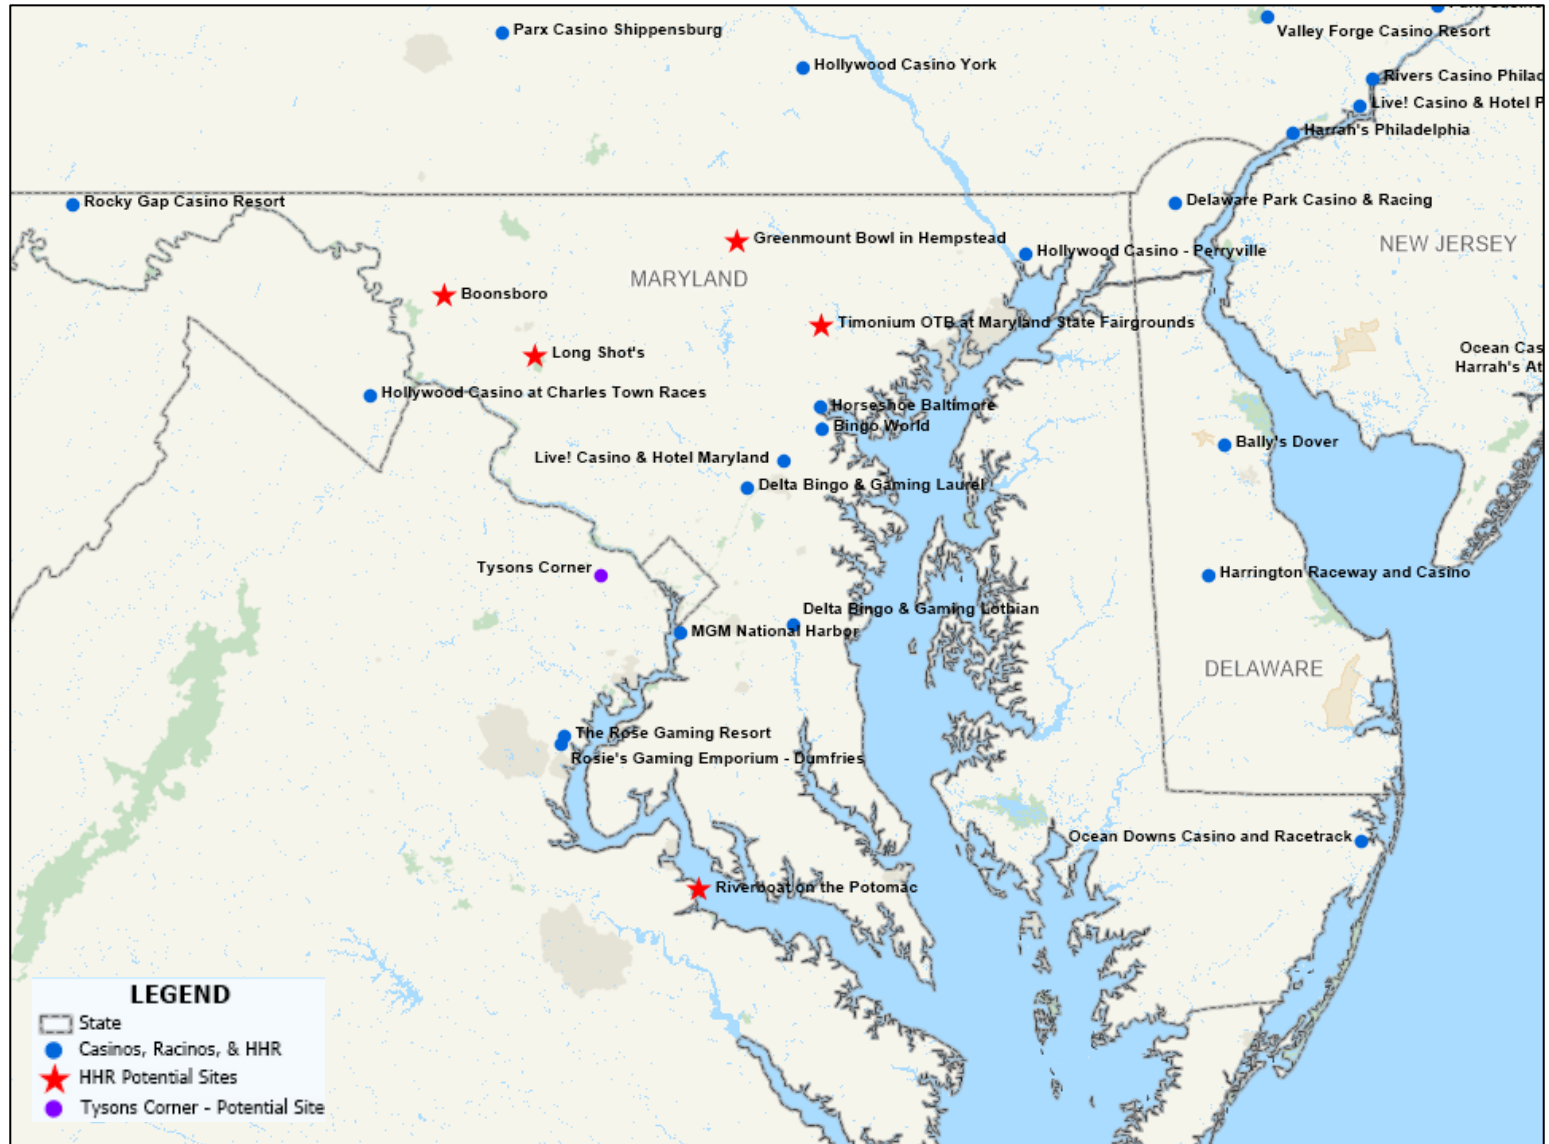 Parx Casino Shippensburg
Valley Forge Casino Resort
Hollywood Casino York
Rivers Casino Philad
Live! Casino & Hotel P
Harrah's Philadelphia
Rocky Gap Casino Resort
Delaware Park Casino & Racing
Greenmount Bowl in Hempstead
NEW JERSEY
Hollywood Casino - Perryville
MARYLAND
Boonsboro
Timonium OTB at Maryland State Fairgrounds
Long Shot's
Ocean Cas
Harrah's At
Hollywood Casino at Charles Town Races
Horseshoe Baltimore
Bingo World
Bally's Dover
Live! Casino & Hotel Maryland
Delta Bingo & Gaming Laurel
Tysons Corner
Harrington Raceway and Casino
Delta Bingo & Gaming Lothian
MGM National Harbor
DELAWARE
The Rose Gaming Resort
Rosie's Gaming Emporium - Dumfries
Ocean Downs Casino and Racetrack
Riverboat on the Potomac
LEGEND
State
Casinos, Racinos, & HHR
HHR Potential Sites
Tysons Corner - Potential Site